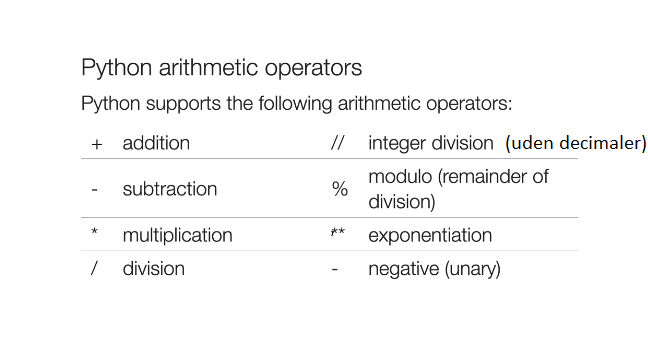 Python arithmetic operators
Python supports the following arithmetic operators:
+ addition // integer division (uden decimaler)
- subtraction % modulo (remainder of
division)
* multiplication ** exponentiation
/ division - negative (unary)